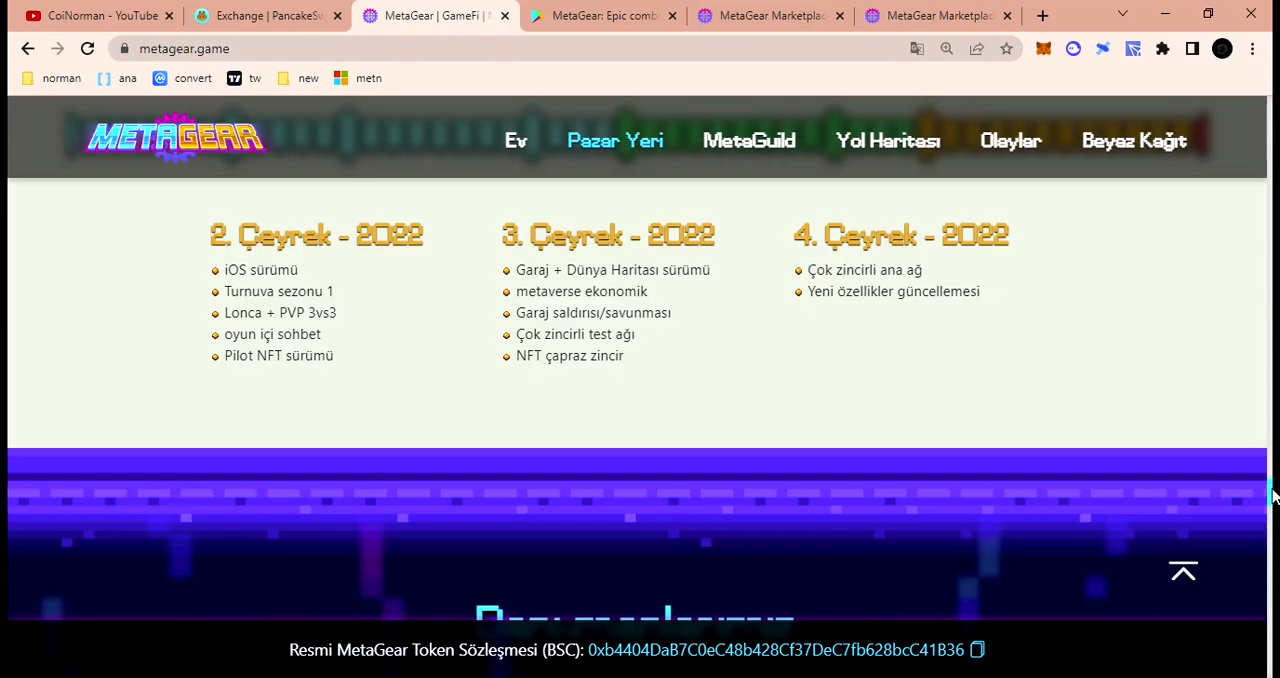 CoiNorman - YouTube
Exchange | PancakeSw
MetaGear | GameFi | N
MetaGear: Epic comb
MetaGear Marketplac
MetaGear Marketplac
metagear.game
norman
ana
convert
tw
new
metn
METAGEAR
Ev
Pazar Yeri
MetaGuild
Yol Haritası
Olaylar
Beyaz Kağıt
2. Çeyrek - 2022
iOS sürümü
Turnuva sezonu 1
Lonca + PVP 3vs3
oyun içi sohbet
Pilot NFT sürümü
3. Çeyrek - 2022
Garaj + Dünya Haritası sürümü
metaverse ekonomik
Garaj saldırısı/savunması
Çok zincirli test ağı
NFT çapraz zincir
4. Çeyrek - 2022
Çok zincirli ana ağ
Yeni özellikler güncellemesi
Resmi MetaGear Token Sözleşmesi (BSC): 0xb4404DaB7C0eC48b428Cf37DeC7fb628bcC41B36